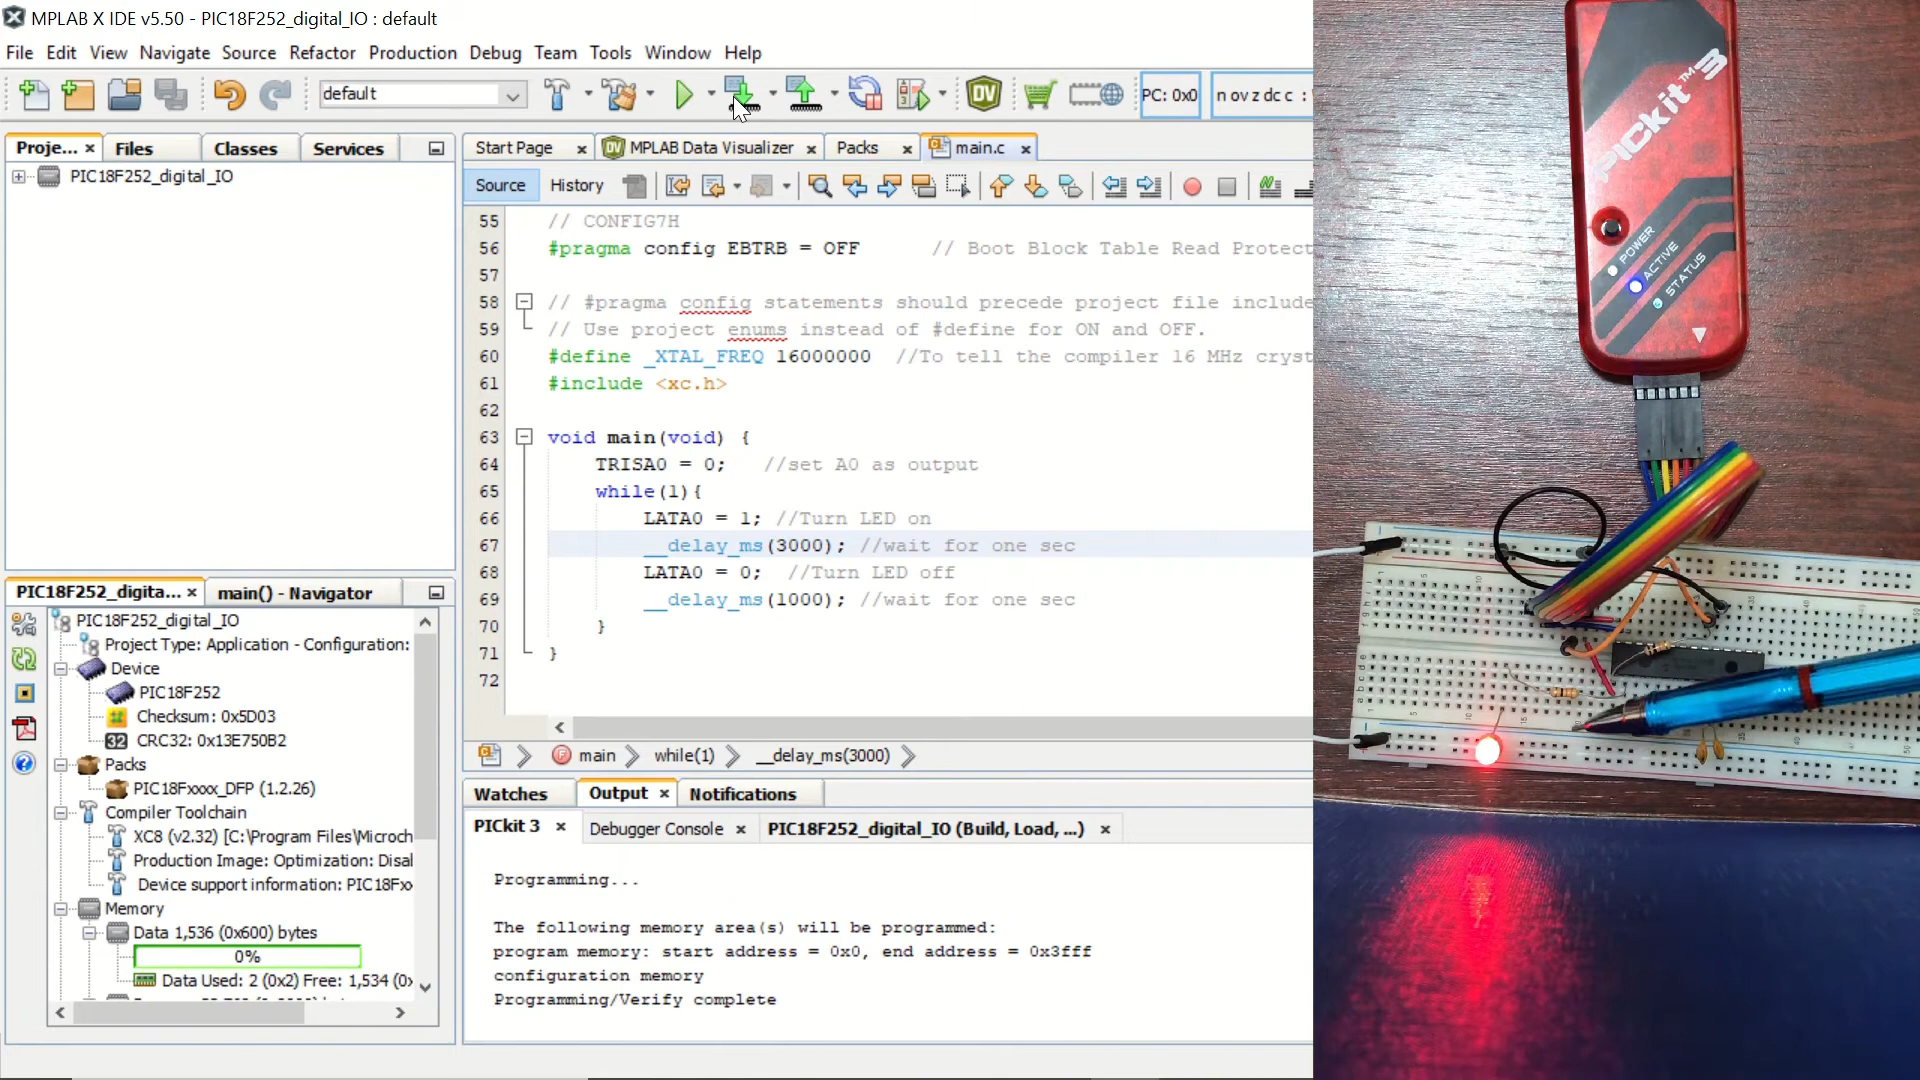 MPLAB X IDE v5.50 - PIC18F252_digital_IO : default
File Edit View Navigate Source Refactor Production Debug Team Tools Window Help
default
PC: 0x0
n ov z dc c :
Proje... × Files Classes Services
PIC18F252_digital_IO
Start Page × MPLAB Data Visualizer × Packs × main.c ×
Source History
55 // CONFIG7H
56 #pragma config EBTRB = OFF // Boot Block Table Read Protect
57
58 // #pragma config statements should precede project file include
59 // Use project enums instead of #define for ON and OFF.
60 #define _XTAL_FREQ 16000000 //To tell the compiler 16 MHz cryst
61 #include <xc.h>
62
63 void main(void) {
64 TRISA0 = 0; //set A0 as output
65 while(1){
66 LATA0 = 1; //Turn LED on
67 __delay_ms(3000); //wait for one sec
68 LATA0 = 0; //Turn LED off
69 __delay_ms(1000); //wait for one sec
70 }
71 }
72
main while(1) __delay_ms(3000)
PIC18F252_digita... × main() - Navigator
PIC18F252_digital_IO
Project Type: Application - Configuration:
Device
PIC18F252
Checksum: 0x5D03
CRC32: 0x13E750B2
Packs
PIC18Fxxxx_DFP (1.2.26)
Compiler Toolchain
XC8 (v2.32) [C:\Program Files\Microch
Production Image: Optimization: Disal
Device support information: PIC18Fxx
Memory
Data 1,536 (0x600) bytes
0%
Data Used: 2 (0x2) Free: 1,534 (0x
Watches Output × Notifications
PICkit 3 × Debugger Console × PIC18F252_digital_IO (Build, Load, ...) ×
Programming...
The following memory area(s) will be programmed:
program memory: start address = 0x0, end address = 0x3fff
configuration memory
Programming/Verify complete
PICkit™3
POWER
ACTIVE
STATUS